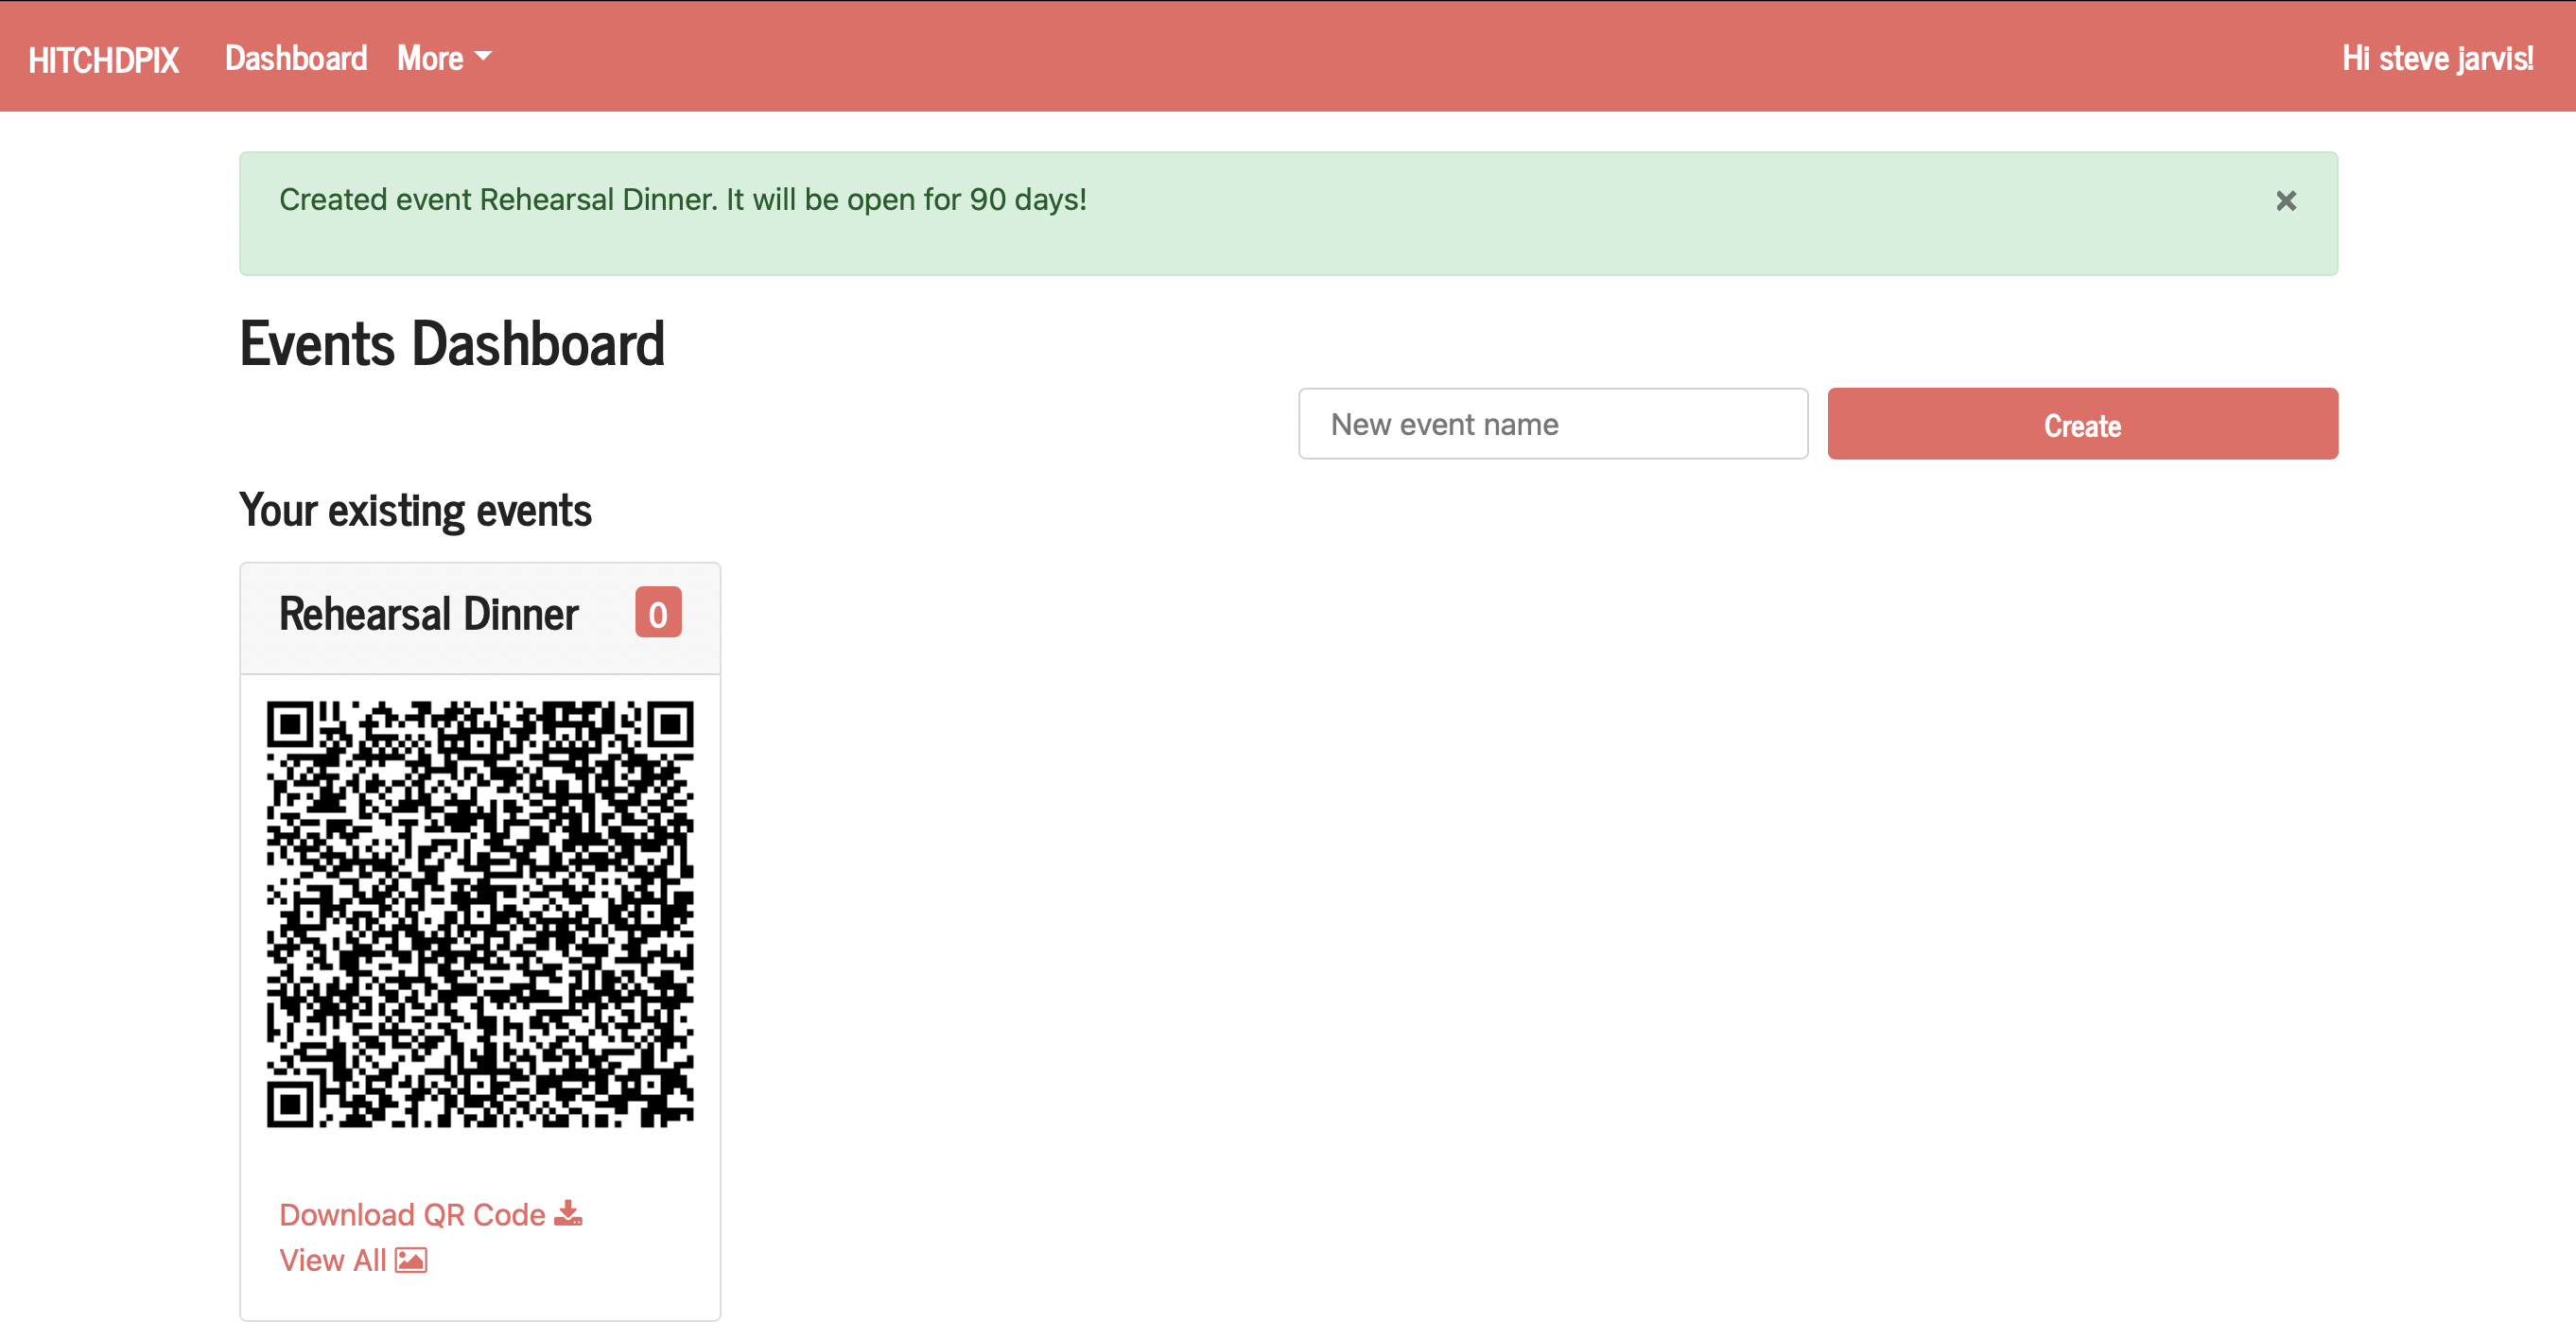 HITCHDPIX Dashboard More Hi steve jarvis!
Created event Rehearsal Dinner. It will be open for 90 days! ×
Events Dashboard
New event name Create
Your existing events
Rehearsal Dinner 0
Download QR Code
View All